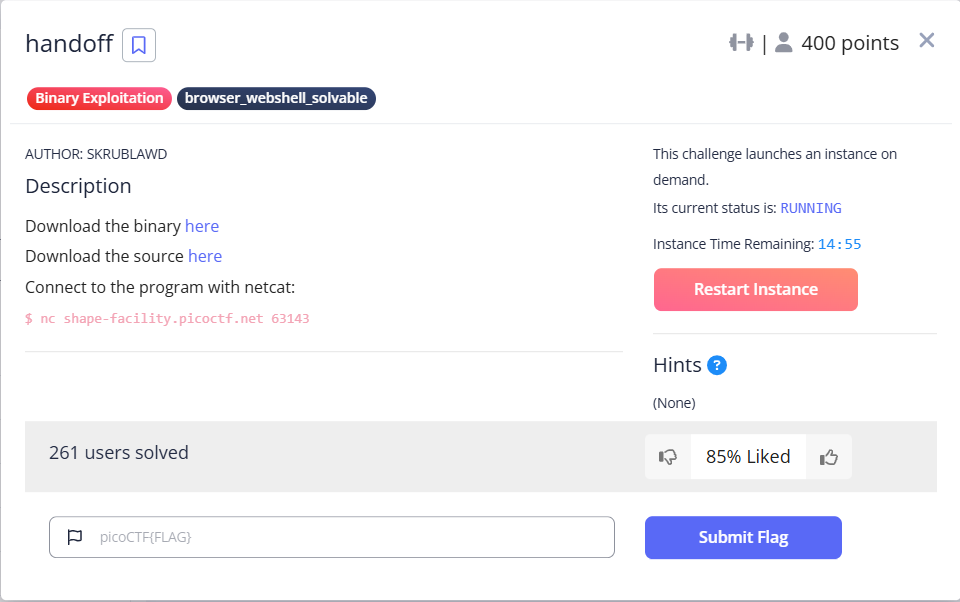 handoff
| 400 points
Binary Exploitation browser_webshell_solvable
AUTHOR: SKRUBLAWD
Description
Download the binary here
Download the source here
Connect to the program with netcat:
$ nc shape-facility.picoctf.net 63143
This challenge launches an instance on
demand.
Its current status is: RUNNING
Instance Time Remaining: 14:55
Restart Instance
Hints ?
(None)
261 users solved
85% Liked
picoCTF{FLAG}
Submit Flag